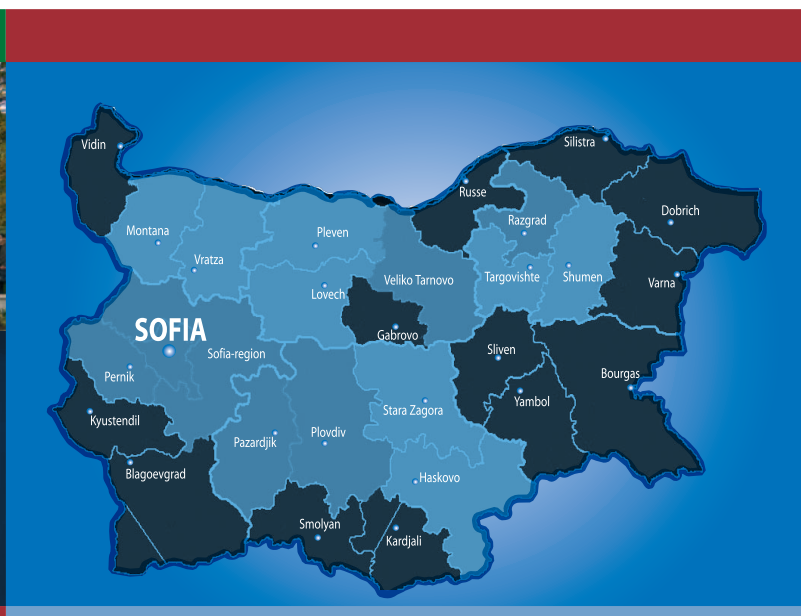 Vidin
Silistra
Russe
Dobrich
Razgrad
Montana
Pleven
Vratza
Veliko Tarnovo
Targovishte
Shumen
Varna
Lovech
SOFIA
Gabrovo
Sofia-region
Sliven
Bourgas
Pernik
Yambol
Stara Zagora
Kyustendil
Plovdiv
Pazardjik
Blagoevgrad
Haskovo
Smolyan
Kardjali